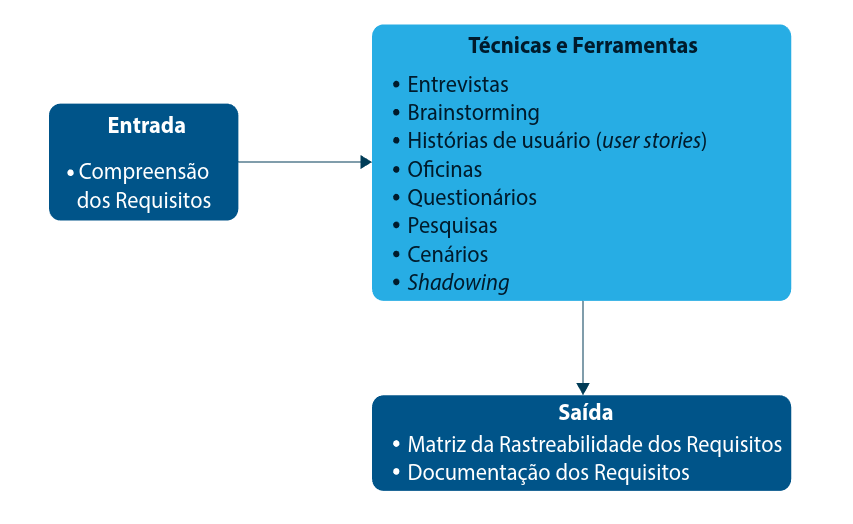 Entrada
• Compreensão
dos Requisitos
Técnicas e Ferramentas
• Entrevistas
• Brainstorming
• Histórias de usuário (user stories)
• Oficinas
• Questionários
• Pesquisas
• Cenários
• Shadowing
Saída
• Matriz da Rastreabilidade dos Requisitos
• Documentação dos Requisitos